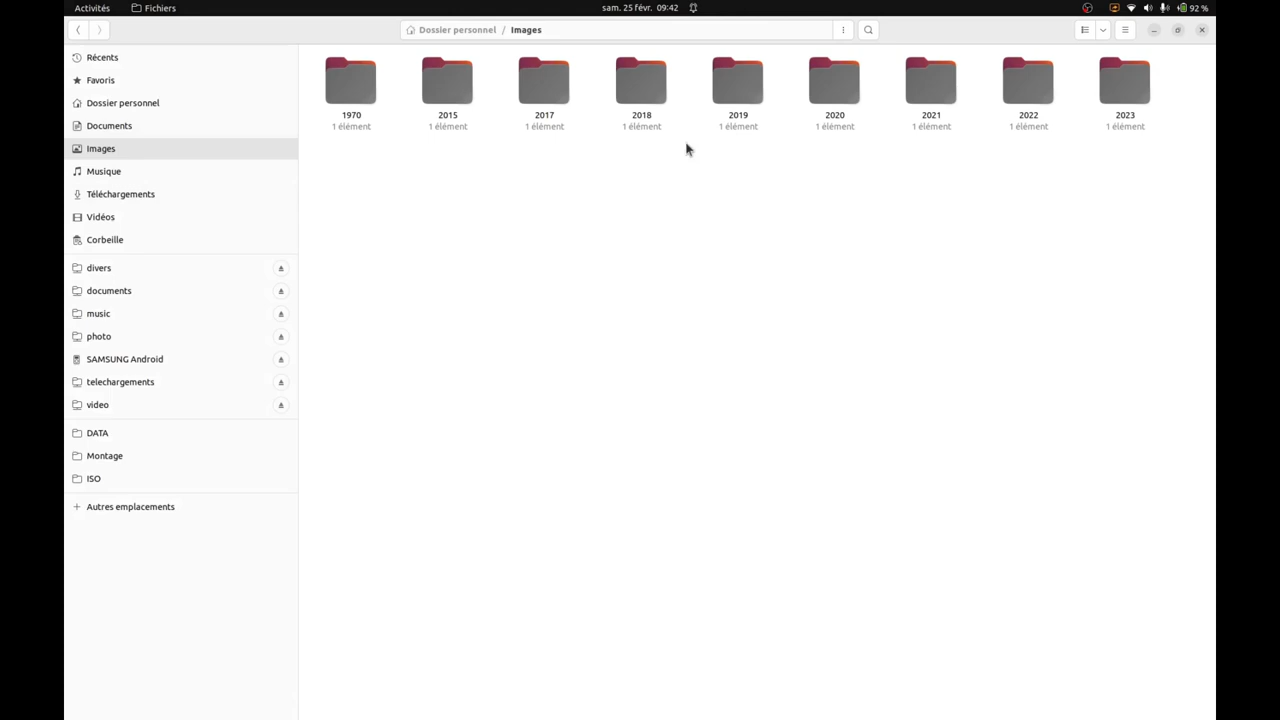 Activités Fichiers sam. 25 févr. 09:42 92 %
Dossier personnel / Images
Récents
Favoris
Dossier personnel
Documents
Images
Musique
Téléchargements
Vidéos
Corbeille
divers
documents
music
photo
SAMSUNG Android
telechargements
video
DATA
Montage
ISO
Autres emplacements
1970 2015 2017 2018 2019 2020 2021 2022 2023
1 élément 1 élément 1 élément 1 élément 1 élément 1 élément 1 élément 1 élément 1 élément